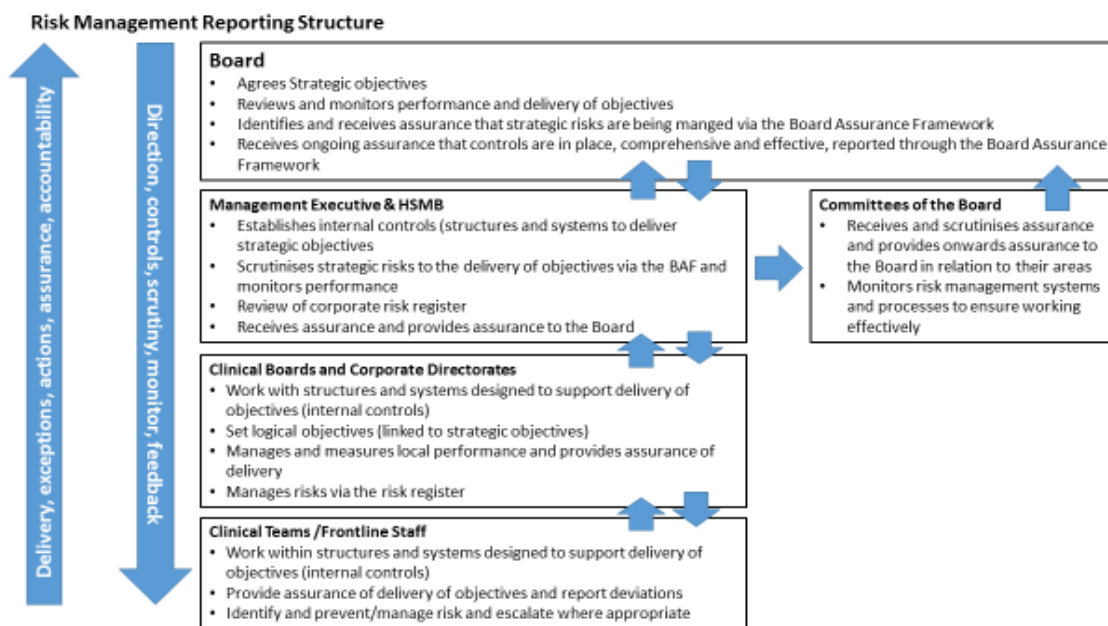 Risk Management Reporting Structure
Delivery, exceptions, actions, assurance, accountability
Direction, controls, scrutiny, monitor, feedback
Board
• Agrees Strategic objectives
• Reviews and monitors performance and delivery of objectives
• Identifies and receives assurance that strategic risks are being manged via the Board Assurance Framework
• Receives ongoing assurance that controls are in place, comprehensive and effective, reported through the Board Assurance
Framework
Management Executive & HSMB
• Establishes internal controls (structures and systems to deliver
strategic objectives
• Scrutinises strategic risks to the delivery of objectives via the BAF and
monitors performance
• Review of corporate risk register
• Receives assurance and provides assurance to the Board
Committees of the Board
• Receives and scrutinises assurance
and provides onwards assurance to
the Board in relation to their areas
• Monitors risk management systems
and processes to ensure working
effectively
Clinical Boards and Corporate Directorates
• Work with structures and systems designed to support delivery of
objectives (internal controls)
• Set logical objectives (linked to strategic objectives)
• Manages and measures local performance and provides assurance of
delivery
• Manages risks via the risk register
Clinical Teams /Frontline Staff
• Work within structures and systems designed to support delivery of
objectives (internal controls)
• Provide assurance of delivery of objectives and report deviations
• Identify and prevent/manage risk and escalate where appropriate